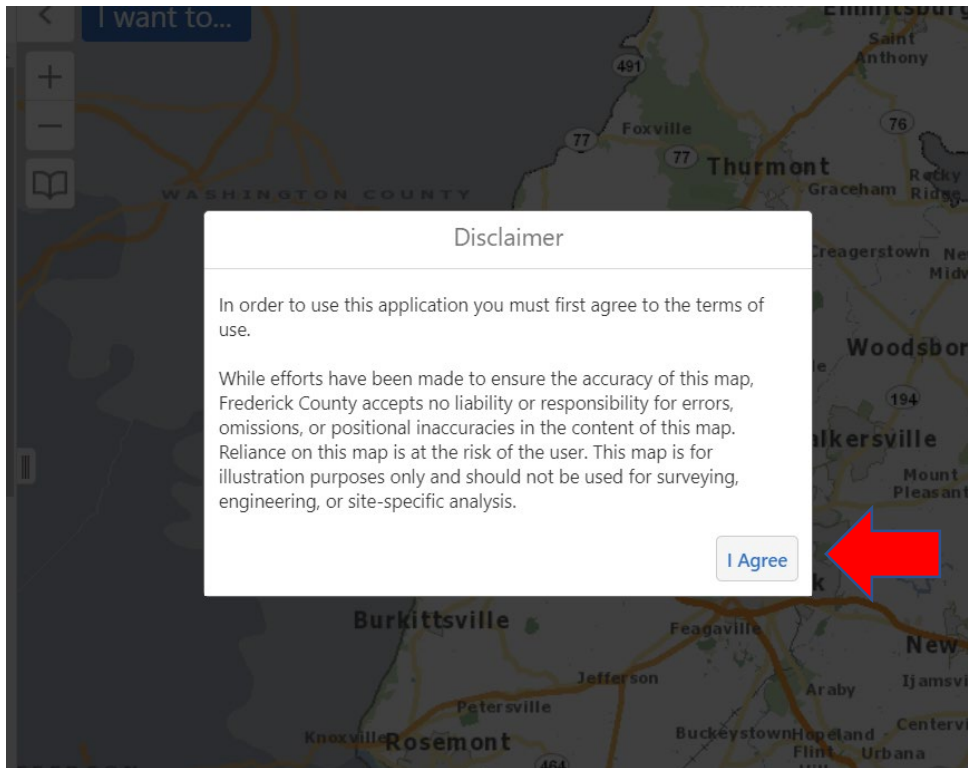 I want to...
Emmitsburg
Saint
Anthony
491
76
Foxville
77
77
Thurmont
Graceham
Rocky
Ridge
WASHINGTON COUNTY
Disclaimer
Creagerstown
In order to use this application you must first agree to the terms of
use.
While efforts have been made to ensure the accuracy of this map,
Frederick County accepts no liability or responsibility for errors,
omissions, or positional inaccuracies in the content of this map.
Reliance on this map is at the risk of the user. This map is for
illustration purposes only and should not be used for surveying,
engineering, or site-specific analysis.
I Agree
Woodsbor
194
alkersville
Mount
Pleasant
k
Burkittsville
Feagaville
New
Jefferson
Araby
Ijamsvi
Petersville
Knoxville
Rosemont
Buckeystown
Hopeland
Centervi
Flint
Urbana
464